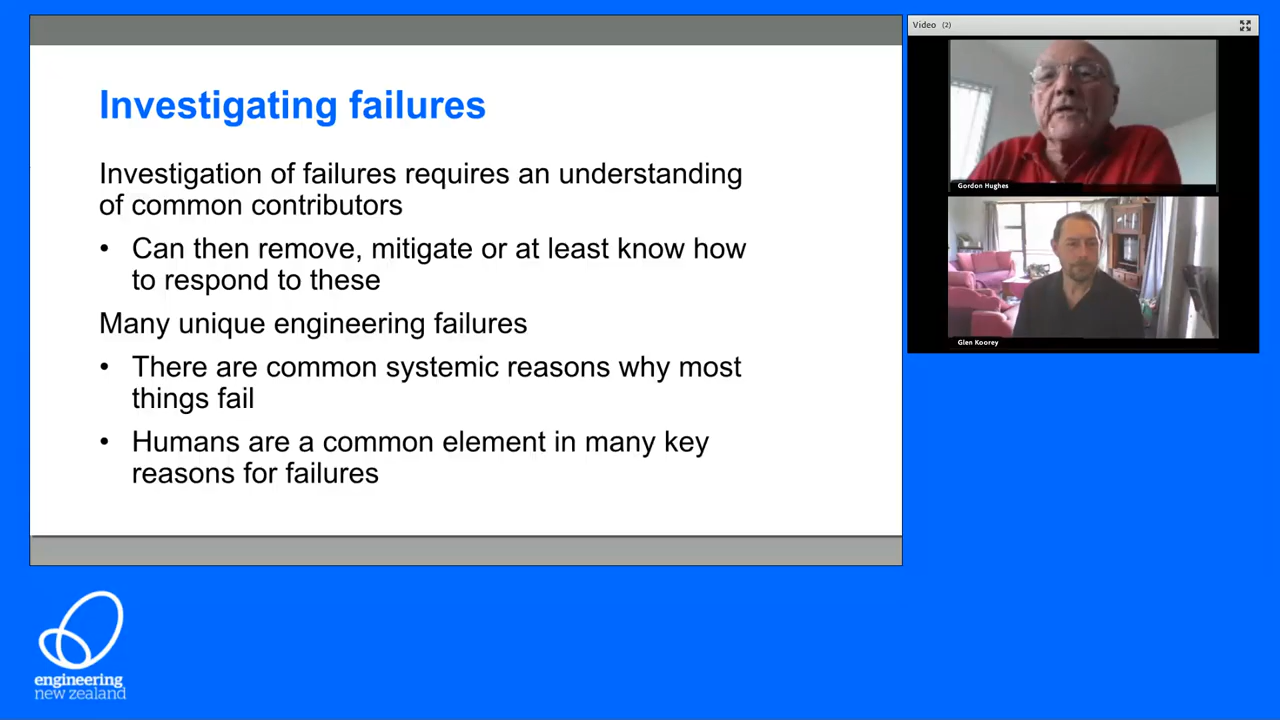 Investigating failures
Investigation of failures requires an understanding
of common contributors
• Can then remove, mitigate or at least know how
to respond to these
Many unique engineering failures
• There are common systemic reasons why most
things fail
• Humans are a common element in many key
reasons for failures
Video (2)
Gordon Hughes
Glen Koorey
engineering
new zealand